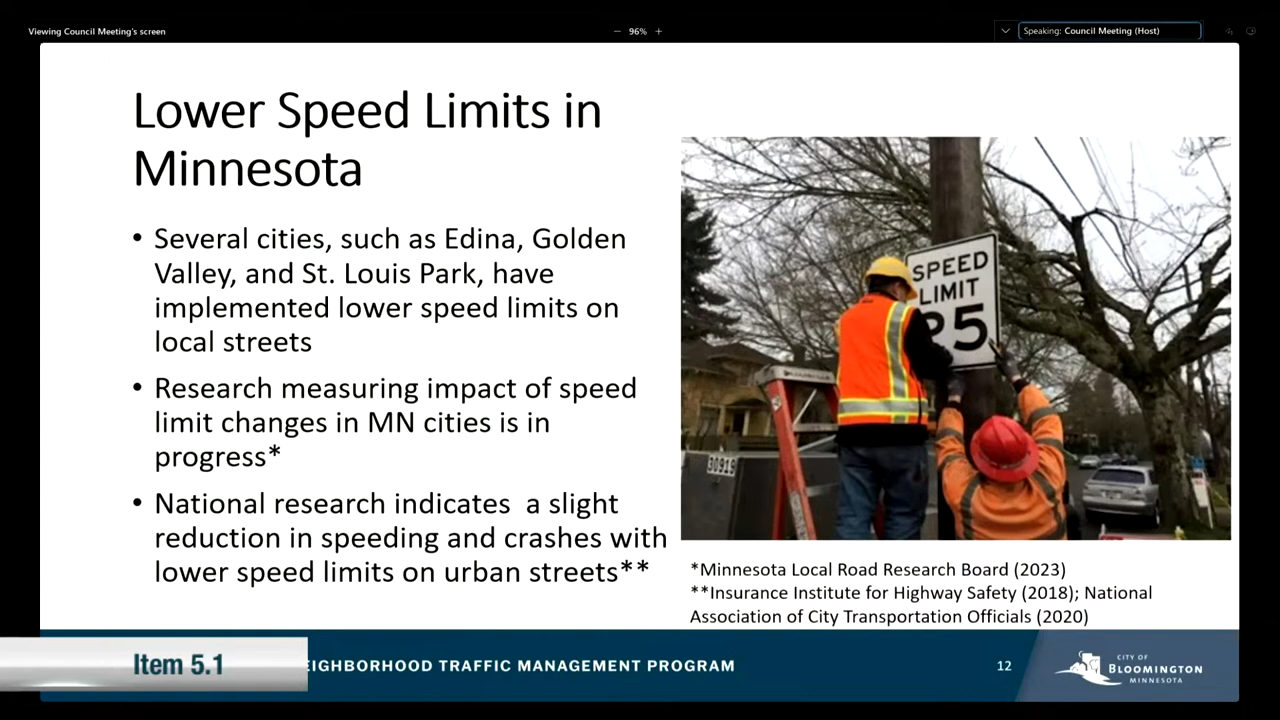 Viewing Council Meeting's screen
96%
Speaking: Council Meeting (Host)
Lower Speed Limits in
Minnesota
• Several cities, such as Edina, Golden
Valley, and St. Louis Park, have
implemented lower speed limits on
local streets
• Research measuring impact of speed
limit changes in MN cities is in
progress*
• National research indicates a slight
reduction in speeding and crashes with
lower speed limits on urban streets**
SPEED
LIMIT
25
30919
*Minnesota Local Road Research Board (2023)
**Insurance Institute for Highway Safety (2018); National
Association of City Transportation Officials (2020)
Item 5.1
EIGHBORHOOD TRAFFIC MANAGEMENT PROGRAM
12
CITY OF
BLOOMINGTON
MINNESOTA